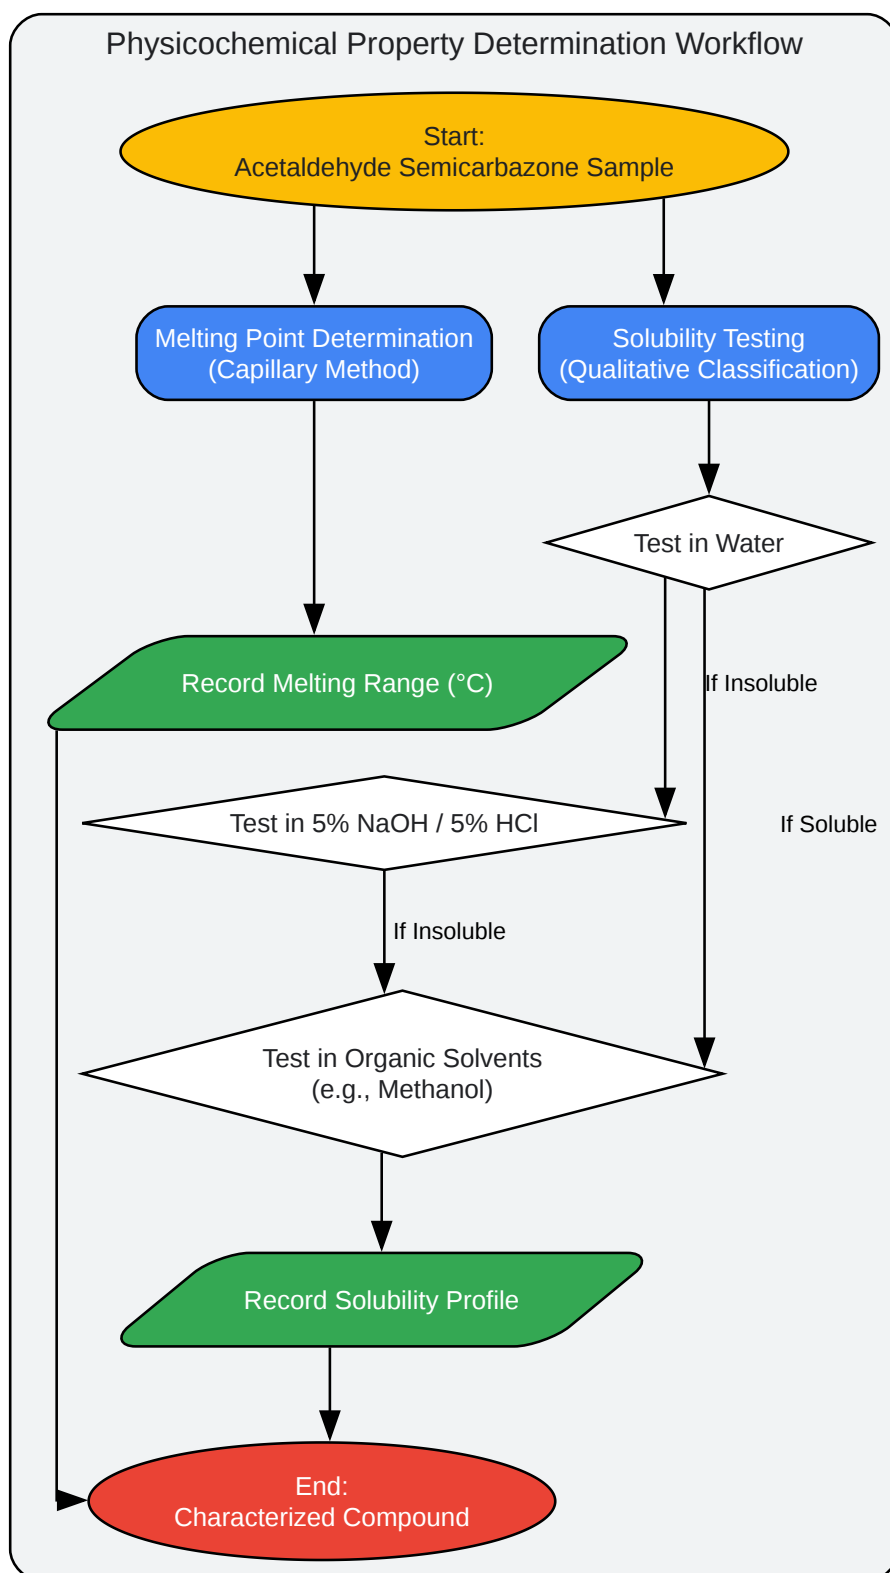 Physicochemical Property Determination Workflow
Start:
Acetaldehyde Semicarbazone Sample
Melting Point Determination
(Capillary Method)
Solubility Testing
(Qualitative Classification)
Test in Water
Record Melting Range (°C)
If Insoluble
Test in 5% NaOH / 5% HCl
If Soluble
If Insoluble
Test in Organic Solvents
(e.g., Methanol)
Record Solubility Profile
End:
Characterized Compound